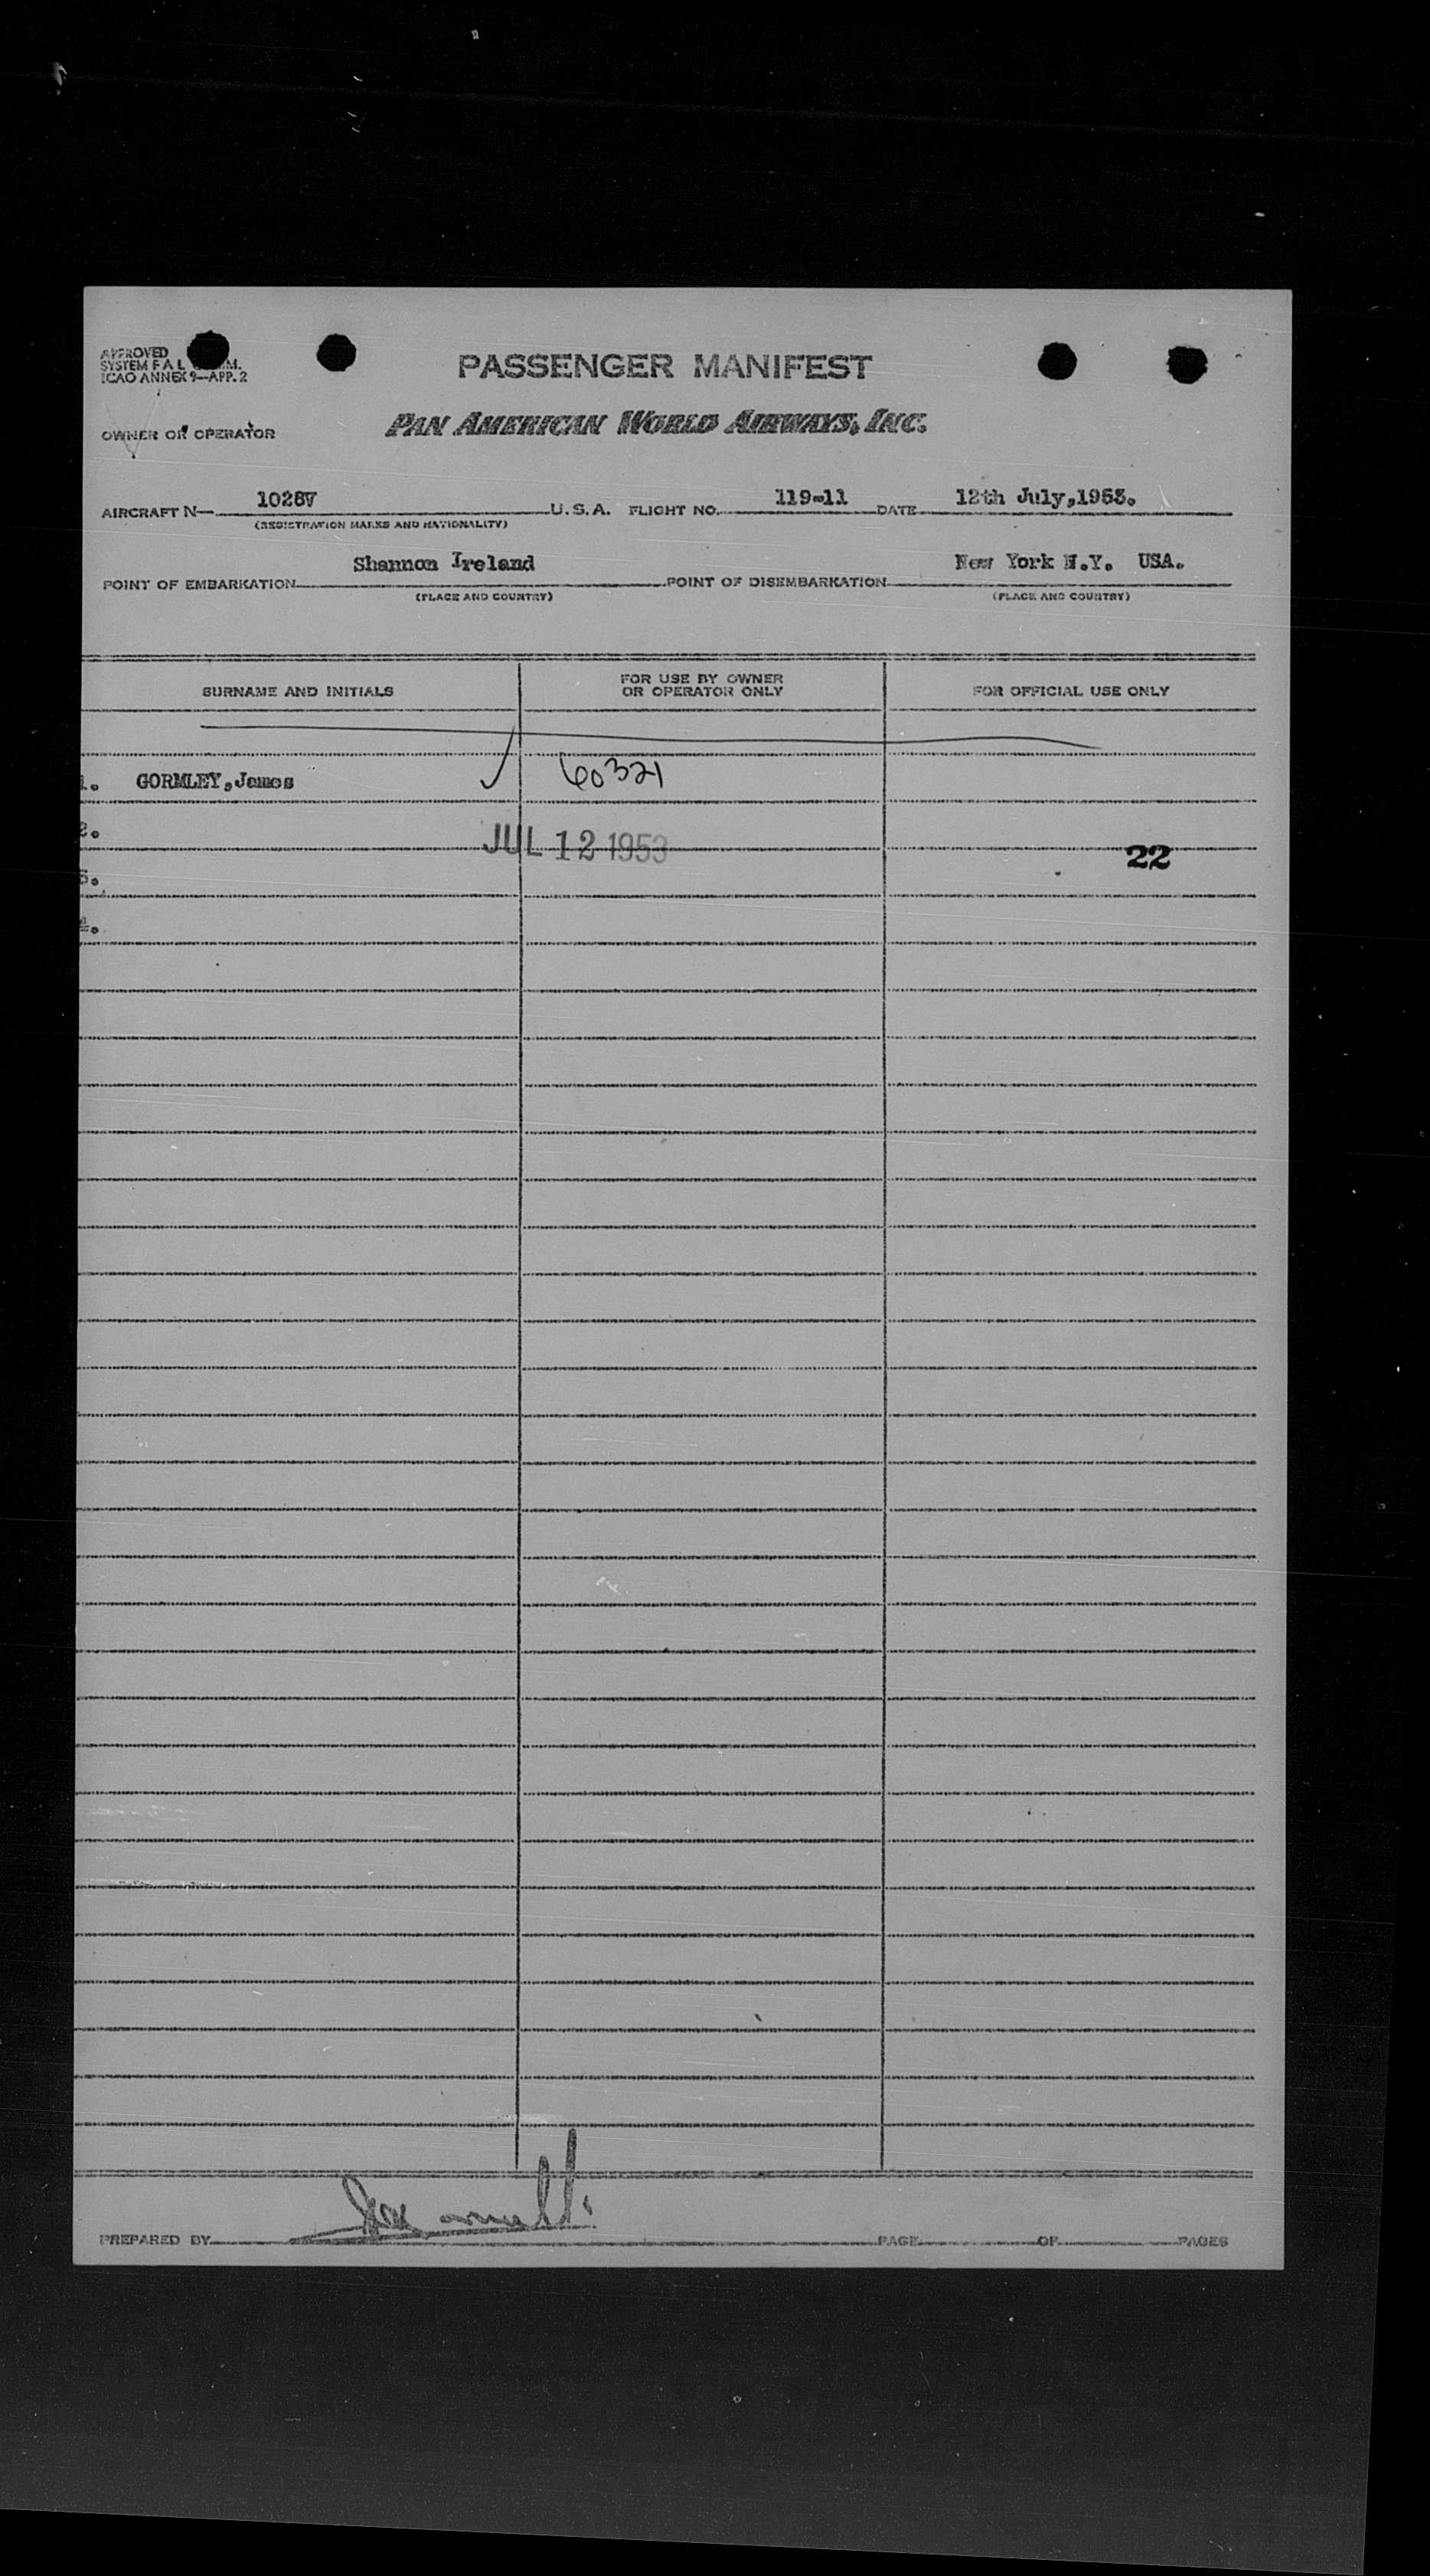 APPROVED
SYSTEM F A L M.
ICAO ANNEX 9—APP. 2
PASSENGER MANIFEST
OWNER OR OPERATOR PAN AMERICAN WORLD AIRWAYS, INC.
AIRCRAFT N— 1028V U. S. A. FLIGHT NO. 119-11 DATE 12th July,1953.
(REGISTRATION MARKS AND NATIONALITY)
POINT OF EMBARKATION Shannon Ireland POINT OF DISEMBARKATION New York N.Y. USA.
(PLACE AND COUNTRY) (PLACE AND COUNTRY)
SURNAME AND INITIALS FOR USE BY OWNER OR OPERATOR ONLY FOR OFFICIAL USE ONLY
1. GORMLEY,James 60321
2.
JUL 12 1953 22
3.
4.
PREPARED BY PAGE OF PAGES